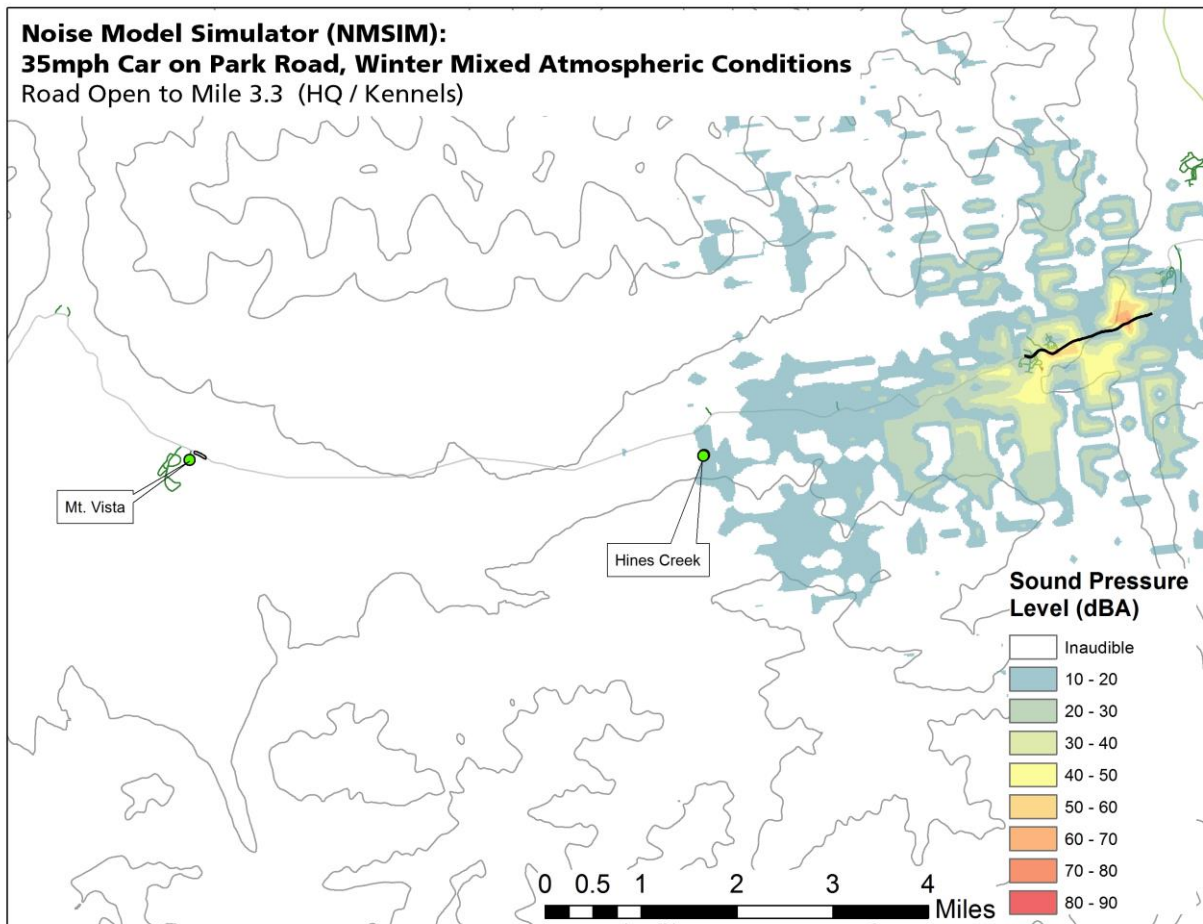 Noise Model Simulator (NMSIM):
35mph Car on Park Road, Winter Mixed Atmospheric Conditions
Road Open to Mile 3.3 (HQ / Kennels)
Mt. Vista
Hines Creek
Sound Pressure
Level (dBA)
Inaudible
10 - 20
20 - 30
30 - 40
40 - 50
50 - 60
60 - 70
70 - 80
80 - 90
0 0.5 1 2 3 4
Miles